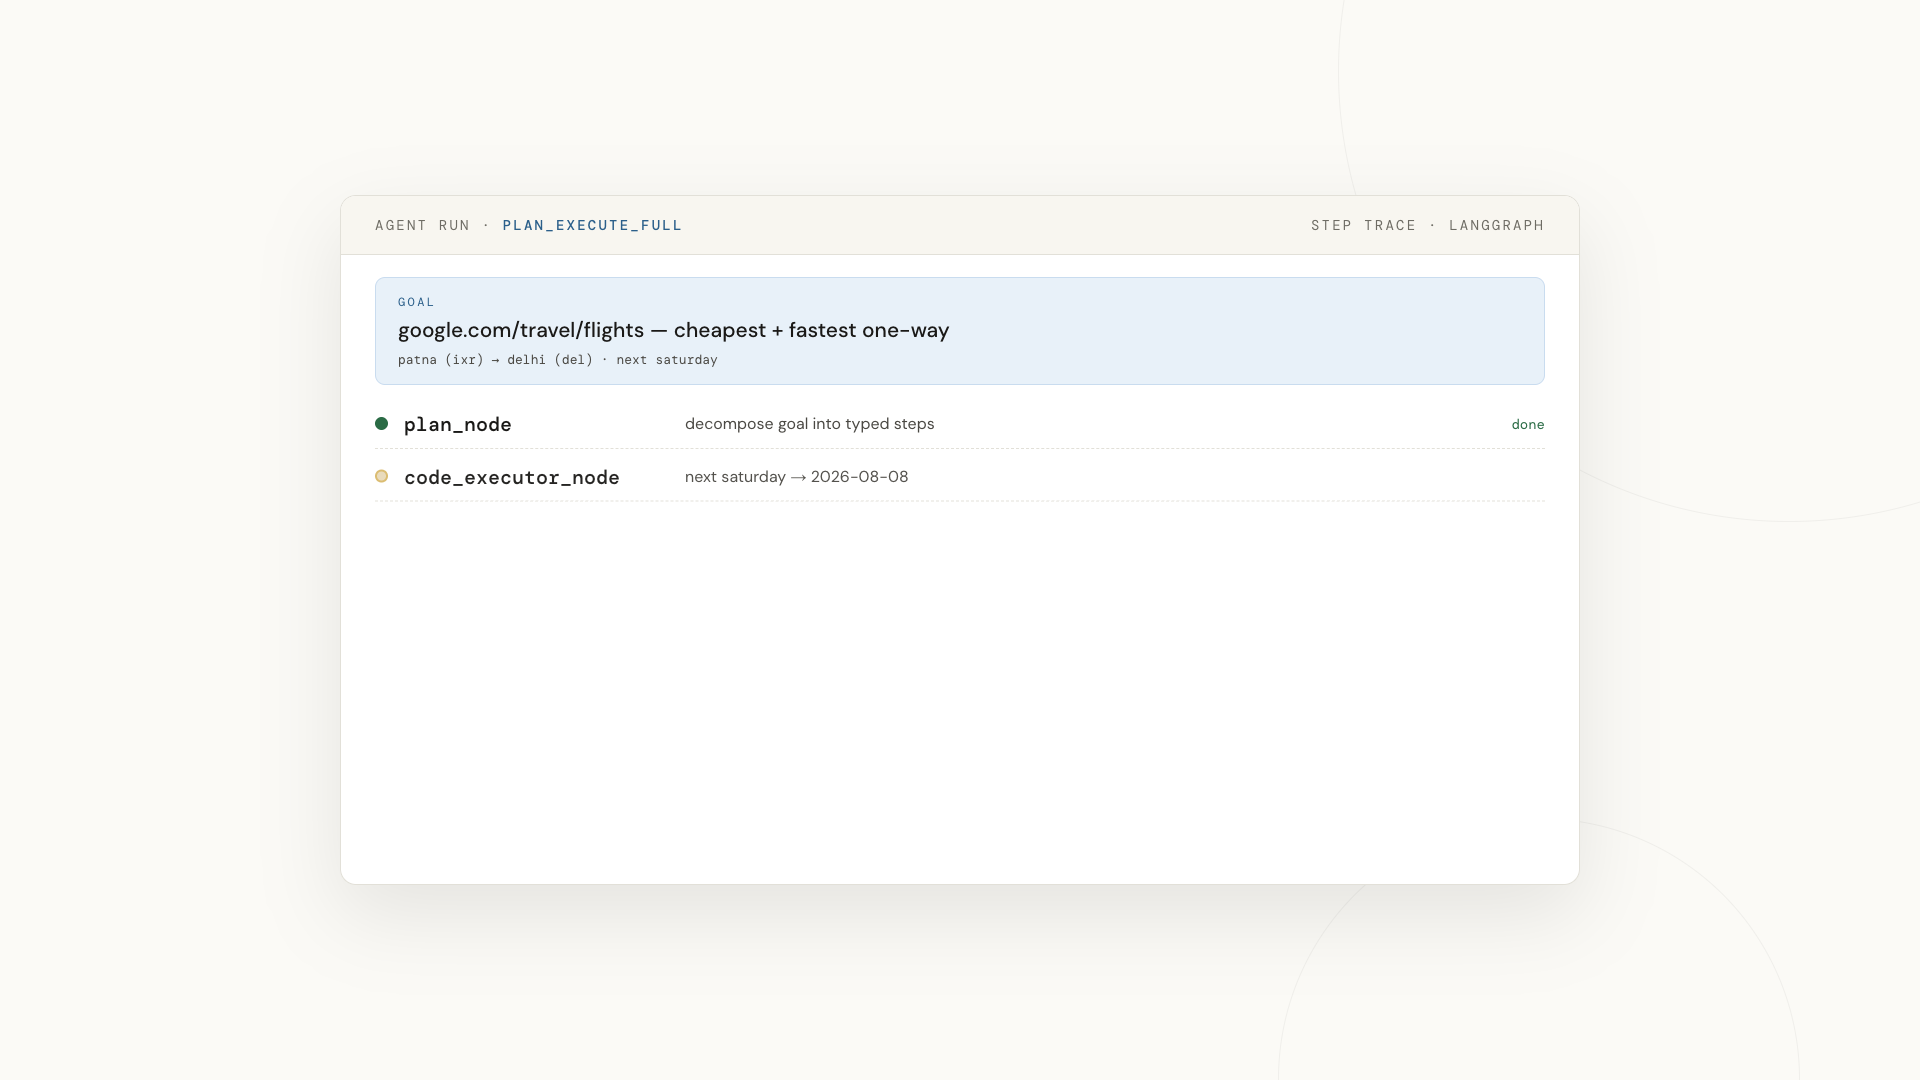 AGENT RUN · PLAN_EXECUTE_FULL
STEP TRACE · LANGGRAPH
GOAL
google.com/travel/flights — cheapest + fastest one-way
patna (ixr) → delhi (del) · next saturday
plan_node decompose goal into typed steps done
code_executor_node next saturday → 2026-08-08